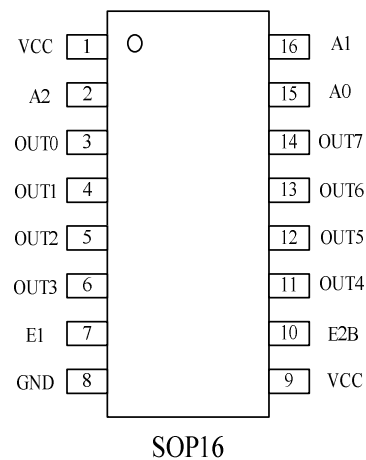 VCC 1 16 A1
A2 2 15 A0
OUT0 3 14 OUT7
OUT1 4 13 OUT6
OUT2 5 12 OUT5
OUT3 6 11 OUT4
E1 7 10 E2B
GND 8 9 VCC
SOP16